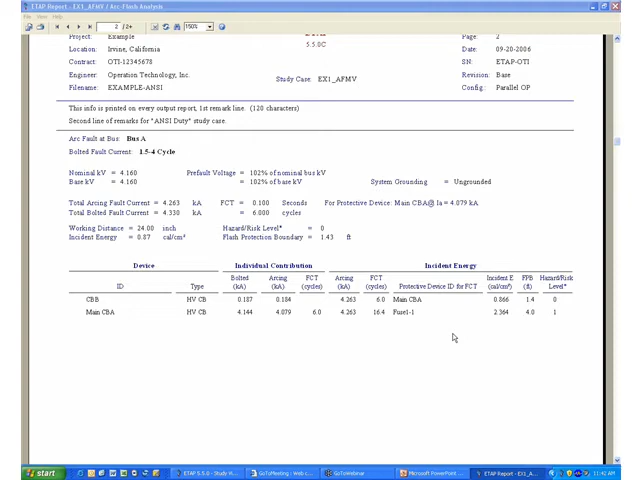 ETAP Report - EX1_AFMV / Arc-Flash Analysis
File View Help
2 / 2+ 150%
Project: Example Page: 2
Location: Irvine, California 5.5.0C Date: 09-20-2006
Contract: OTI-12345678 SN: ETAP-OTI
Engineer: Operation Technology, Inc. Study Case: EX1_AFMV Revision: Base
Filename: EXAMPLE-ANSI Config.: Parallel OP
This info is printed on every output report, 1st remark line. (120 characters)
Second line of remarks for "ANSI Duty" study case.
Arc Fault at Bus: Bus A
Bolted Fault Current: 1.5-4 Cycle
Nominal kV = 4.160 Prefault Voltage = 102% of nominal bus kV
Base kV = 4.160 = 102% of base kV System Grounding = Ungrounded
Total Arcing Fault Current = 4.263 kA FCT = 0.100 Seconds For Protective Device: Main CBA@ Ia = 4.079 kA
Total Bolted Fault Current = 4.330 kA = 6.000 cycles
Working Distance = 24.00 inch Hazard/Risk Level* = 0
Incident Energy = 0.87 cal/cm² Flash Protection Boundary = 1.43 ft
Device Individual Contribution Incident Energy
Bolted Arcing FCT Arcing FCT Incident E FPB Hazard/Risk
ID Type (kA) (kA) (cycles) (kA) (cycles) Protective Device ID for FCT (cal/cm²) (ft) Level*
CBB HV CB 0.187 0.184 4.263 6.0 Main CBA 0.866 1.4 0
Main CBA HV CB 4.144 4.079 6.0 4.263 16.4 Fuse1-1 2.364 4.0 1
start ETAP 5.5.0 - Study V... GoToMeeting : Web c... GoToWebinar Microsoft PowerPoint ... ETAP Report - EX1_A... 11:42 AM